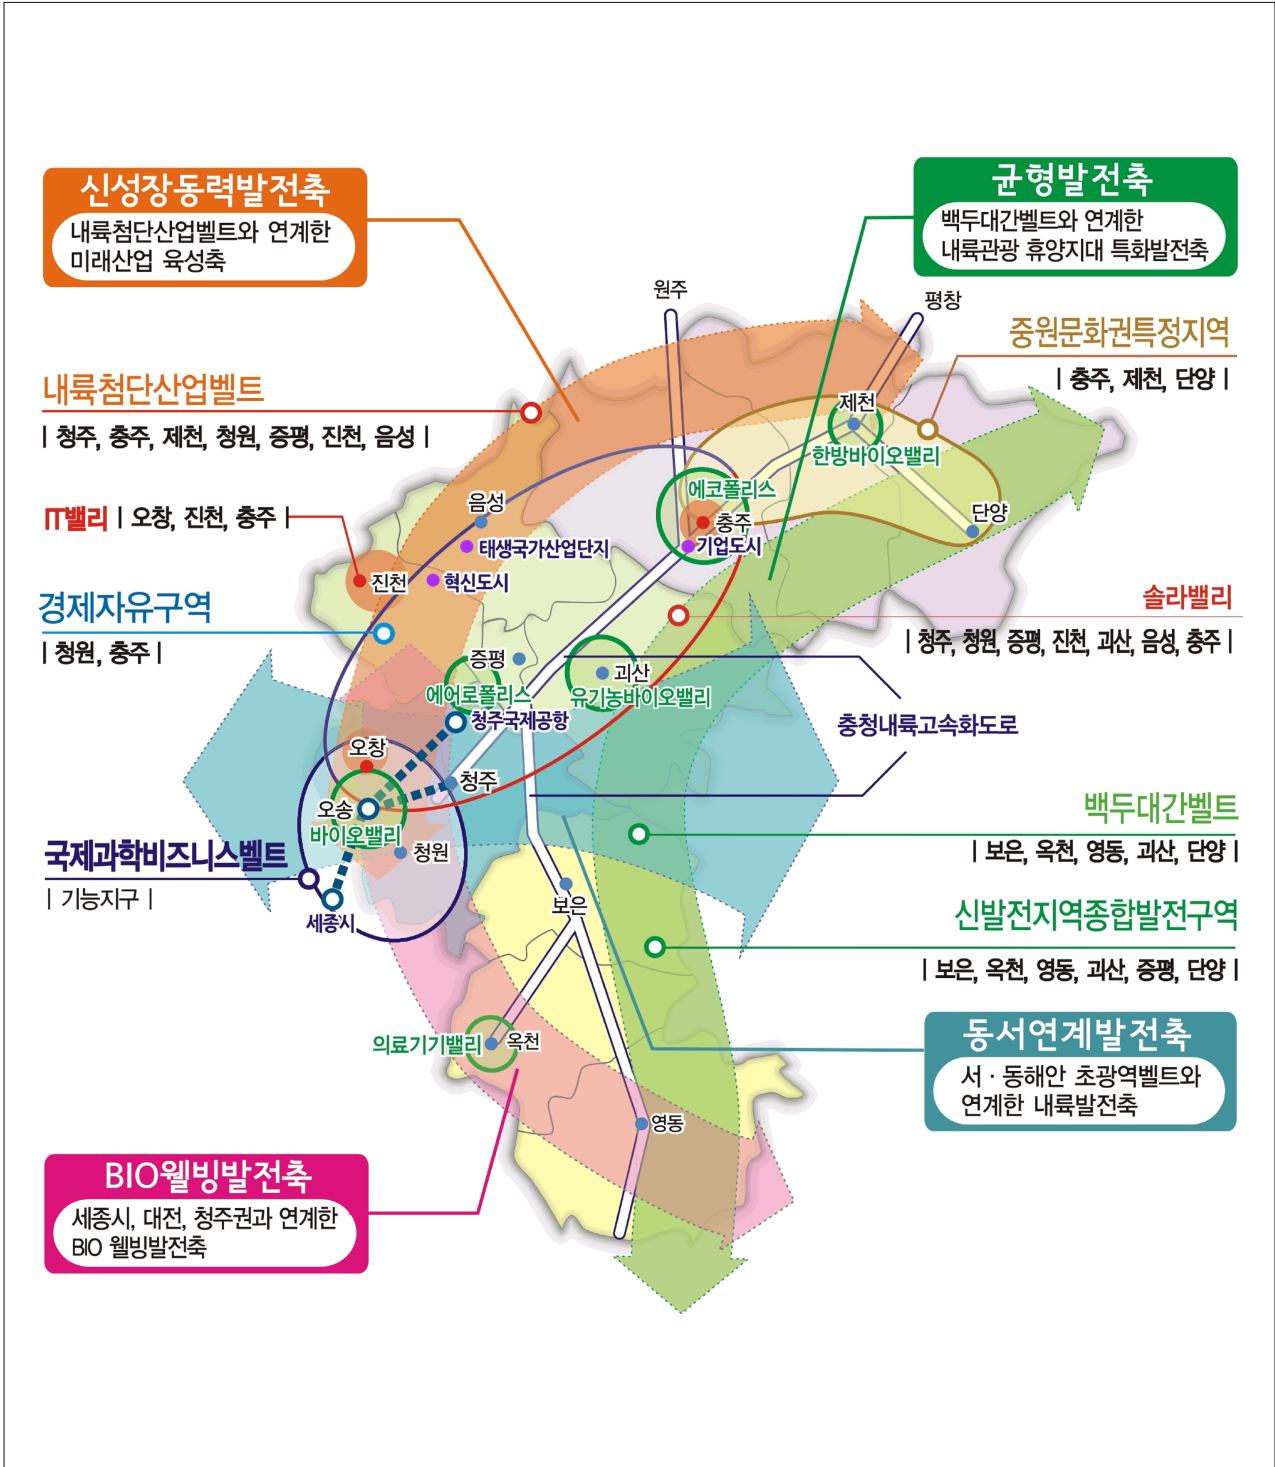 신성장동력발전축
내륙첨단산업벨트와 연계한
미래산업 육성축
균형발전축
백두대간벨트와 연계한
내륙관광 휴양지대 특화발전축
원주
평창
중원문화권특정지역
| 충주, 제천, 단양 |
내륙첨단산업벨트
| 청주, 충주, 제천, 청원, 증평, 진천, 음성 |
제천
한방바이오밸리
에코폴리스
충주
기업도시
단양
음성
태생국가산업단지
IT밸리 | 오창, 진천, 충주 |
진천
혁신도시
경제자유구역
| 청원, 충주 |
솔라밸리
| 청주, 청원, 증평, 진천, 괴산, 음성, 충주 |
증평
에어로폴리스
괴산
유기농바이오밸리
청주국제공항
충청내륙고속화도로
오창
청주
오송
바이오밸리
청원
백두대간벨트
| 보은, 옥천, 영동, 괴산, 단양 |
국제과학비즈니스벨트
| 기능지구 |
세종시
보은
신발전지역종합발전구역
| 보은, 옥천, 영동, 괴산, 증평, 단양 |
의료기기밸리
옥천
동서연계발전축
서 · 동해안 초광역벨트와
연계한 내륙발전축
영동
BIO웰빙발전축
세종시, 대전, 청주권과 연계한
BIO 웰빙발전축